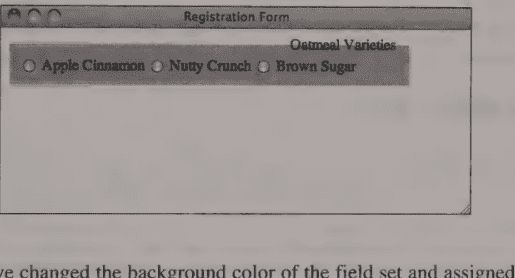 Registration Form
Oatmeal Varieties
Apple Cinnamon Nutty Crunch Brown Sugar
ve changed the background color of the field set and assigned